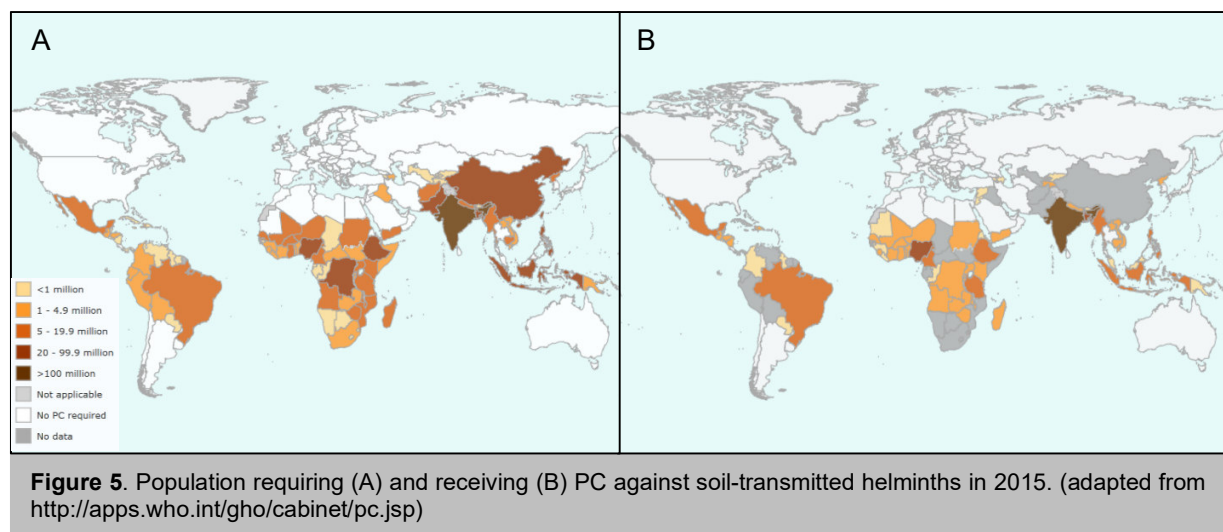 A
B
<1 million
1 - 4.9 million
5 - 19.9 million
20 - 99.9 million
>100 million
Not applicable
No PC required
No data
Figure 5. Population requiring (A) and receiving (B) PC against soil-transmitted helminths in 2015. (adapted from
http://apps.who.int/gho/cabinet/pc.jsp)